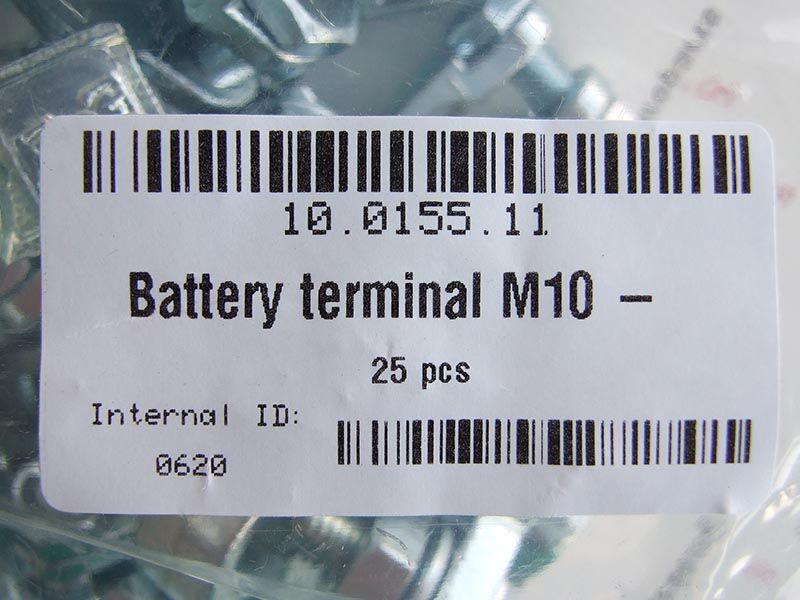 10.0155.11
Battery terminal M10 –
25 pcs
Internal ID:
0620